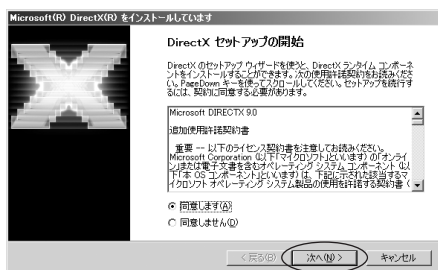 Microsoft(R) DirectX(R) をインストールしています
DirectX セットアップの開始
DirectX のセットアップ ウィザードを使うと、DirectX ランタイム コンポーネ
ントをインストールすることができます。次の使用許諾契約をお読みくださ
い。PageDown キーを使ってスクロールしてください。セットアップを続行す
るには、契約に同意する必要があります。
Microsoft DIRECTX 9.0
追加使用許諾契約書
重要 -- 以下のライセンス契約書を注意してお読みください。
Microsoft Corporation (以下「マイクロソフト」といいます) の「オンライ
ン」または電子文書を含むオペレーティング システム コンポーネント (以
下「本 OS コンポーネント」といいます) は、下記に示された該当するマ
イクロソフト オペレーティング システム製品の使用許諾する契約書 (
同意します(A)
同意しません(D)
< 戻る(B)
次へ(N) >
キャンセル